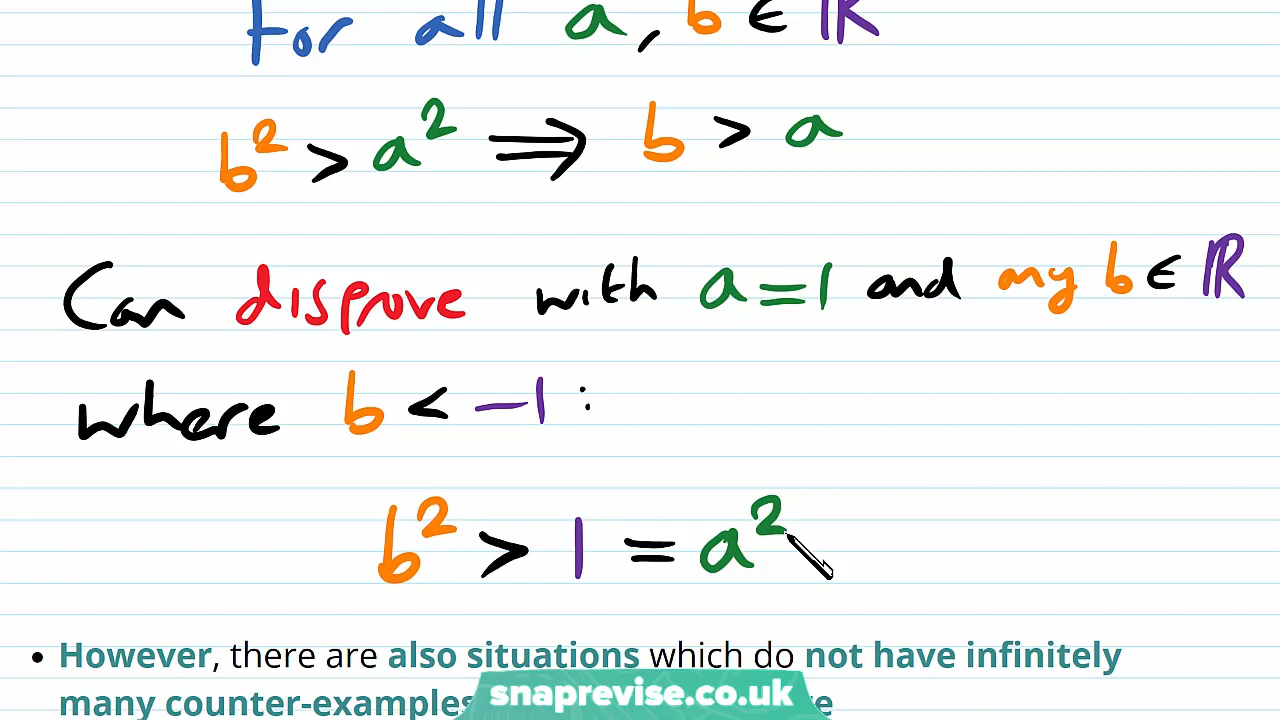 For all a, b ∈ ℝ
b² > a² ⟹ b > a
Can disprove with a = 1 and any b ∈ ℝ
where b < -1 :
b² > 1 = a²
• However, there are also situations which do not have infinitely
many counter-examples
snaprevise.co.uk